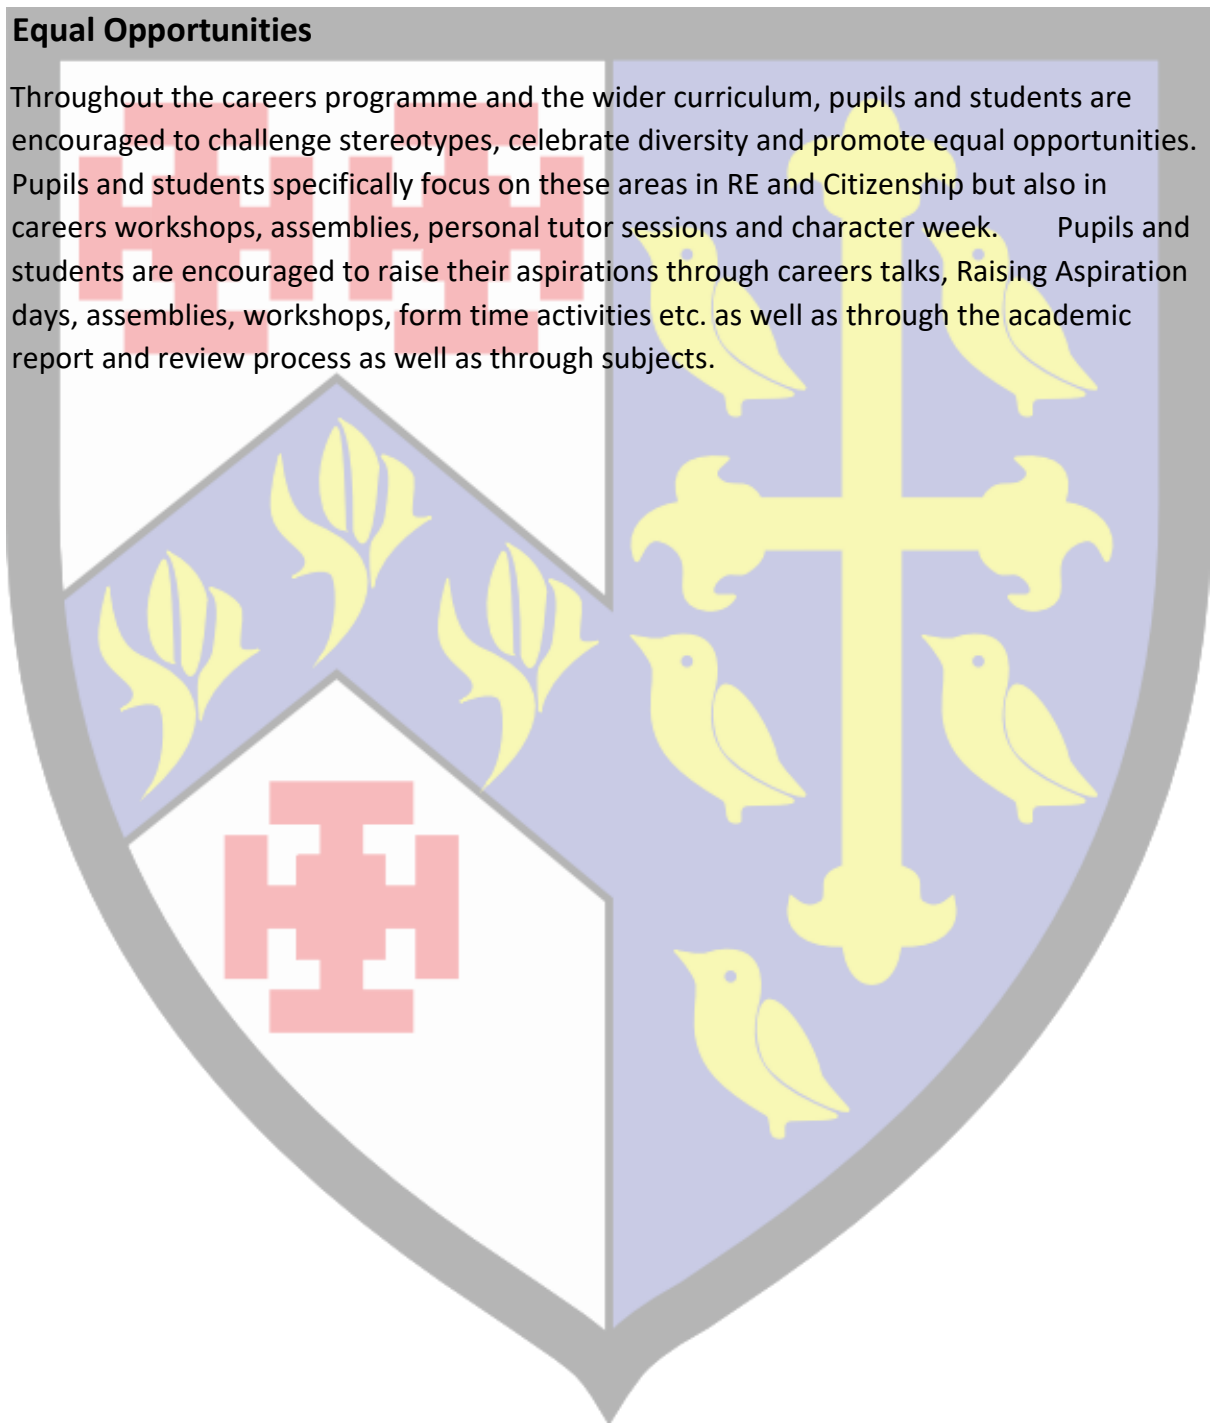 Equal Opportunities
Throughout the careers programme and the wider curriculum, pupils and students are
encouraged to challenge stereotypes, celebrate diversity and promote equal opportunities.
Pupils and students specifically focus on these areas in RE and Citizenship but also in
careers workshops, assemblies, personal tutor sessions and character week. Pupils and
students are encouraged to raise their aspirations through careers talks, Raising Aspiration
days, assemblies, workshops, form time activities etc. as well as through the academic
report and review process as well as through subjects.